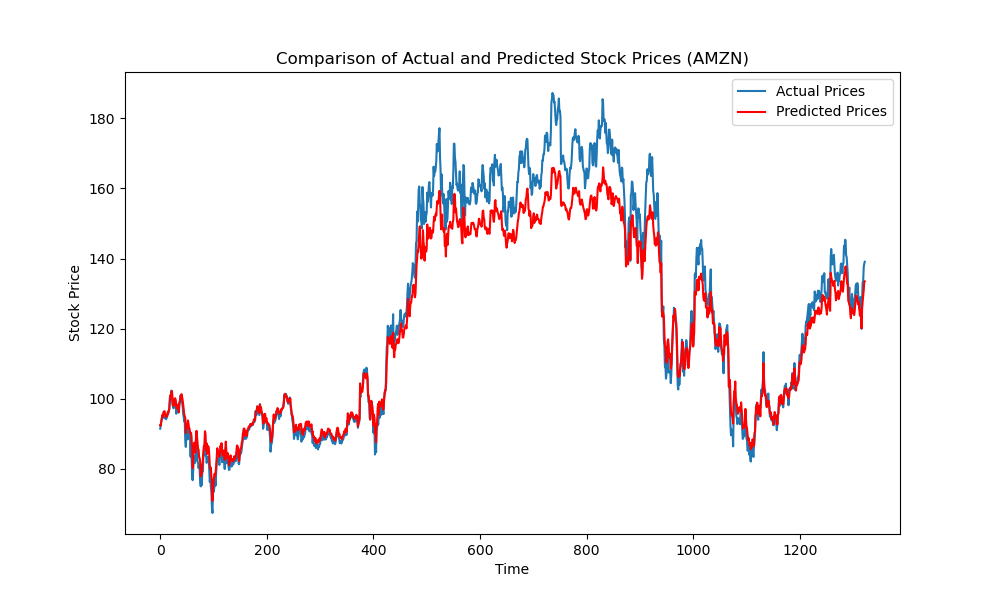 Comparison of Actual and Predicted Stock Prices (AMZN)
Actual Prices
Predicted Prices
180
160
140
120
100
80
Stock Price
0 200 400 600 800 1000 1200
Time